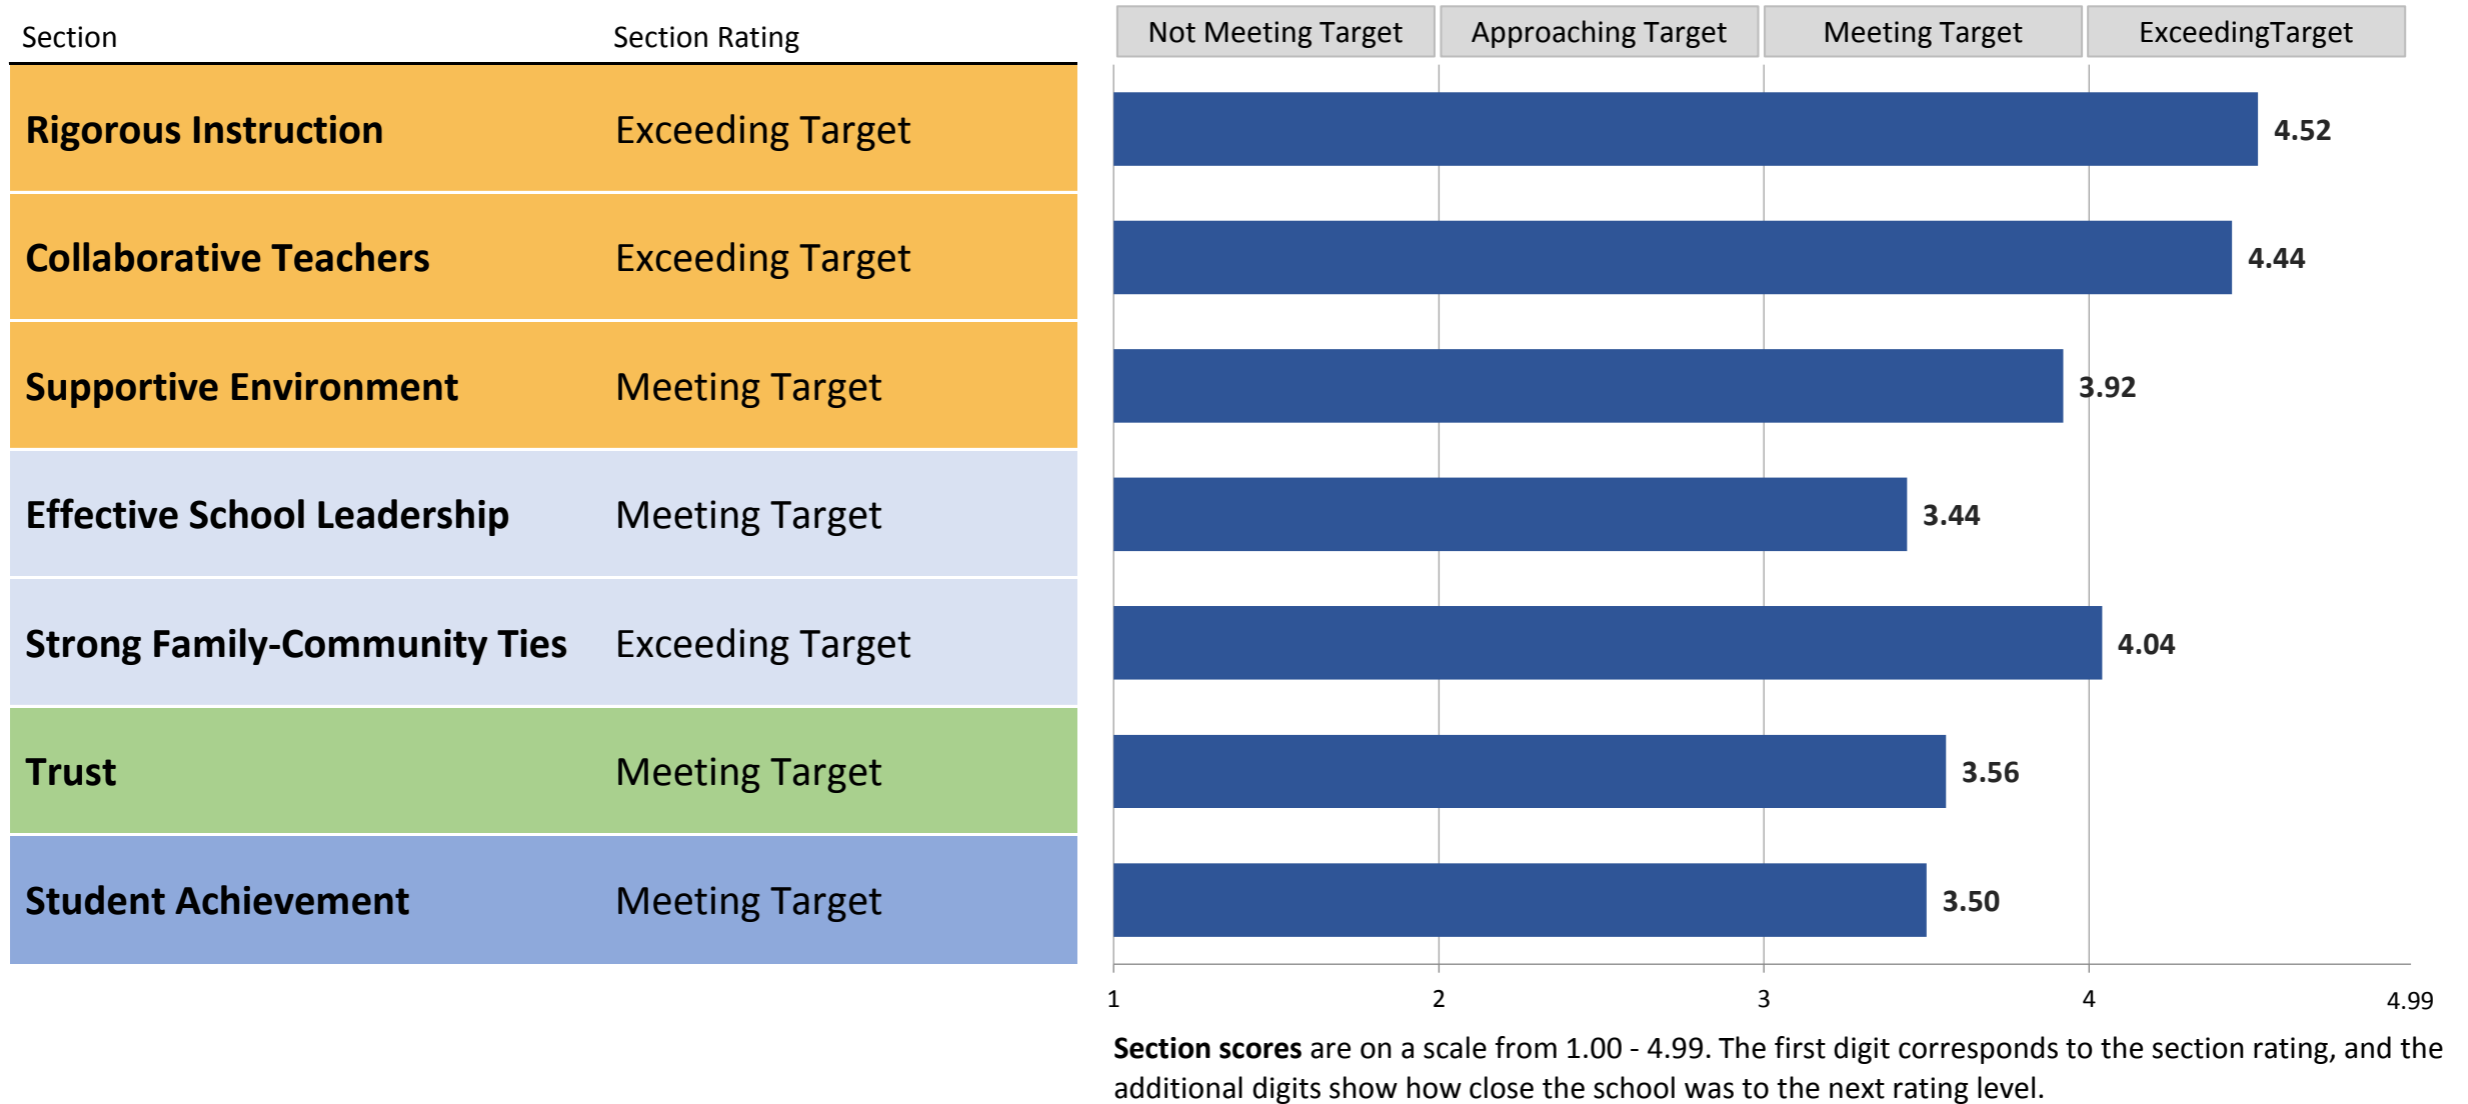 Section Section Rating Not Meeting Target Approaching Target Meeting Target ExceedingTarget
Rigorous Instruction Exceeding Target 4.52
Collaborative Teachers Exceeding Target 4.44
Supportive Environment Meeting Target 3.92
Effective School Leadership Meeting Target 3.44
Strong Family-Community Ties Exceeding Target 4.04
Trust Meeting Target 3.56
Student Achievement Meeting Target 3.50
1 2 3 4 4.99
Section scores are on a scale from 1.00 - 4.99. The first digit corresponds to the section rating, and the
additional digits show how close the school was to the next rating level.